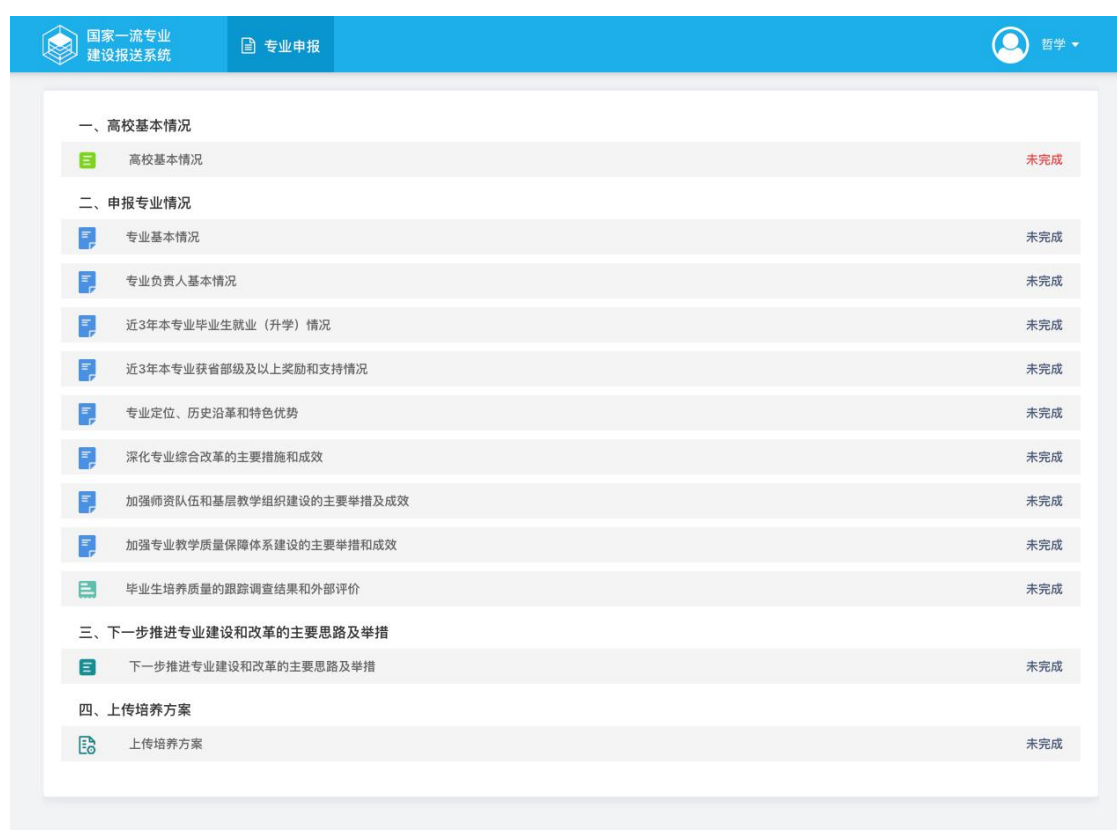 国家一流专业
建设报送系统
专业申报
哲学
一、高校基本情况
高校基本情况 未完成
二、申报专业情况
专业基本情况 未完成
专业负责人基本情况 未完成
近3年本专业毕业生就业（升学）情况 未完成
近3年本专业获省部级及以上奖励和支持情况 未完成
专业定位、历史沿革和特色优势 未完成
深化专业综合改革的主要措施和成效 未完成
加强师资队伍和基层教学组织建设的主要举措及成效 未完成
加强专业教学质量保障体系建设的主要举措和成效 未完成
毕业生培养质量的跟踪调查结果和外部评价 未完成
三、下一步推进专业建设和改革的主要思路及举措
下一步推进专业建设和改革的主要思路及举措 未完成
四、上传培养方案
上传培养方案 未完成